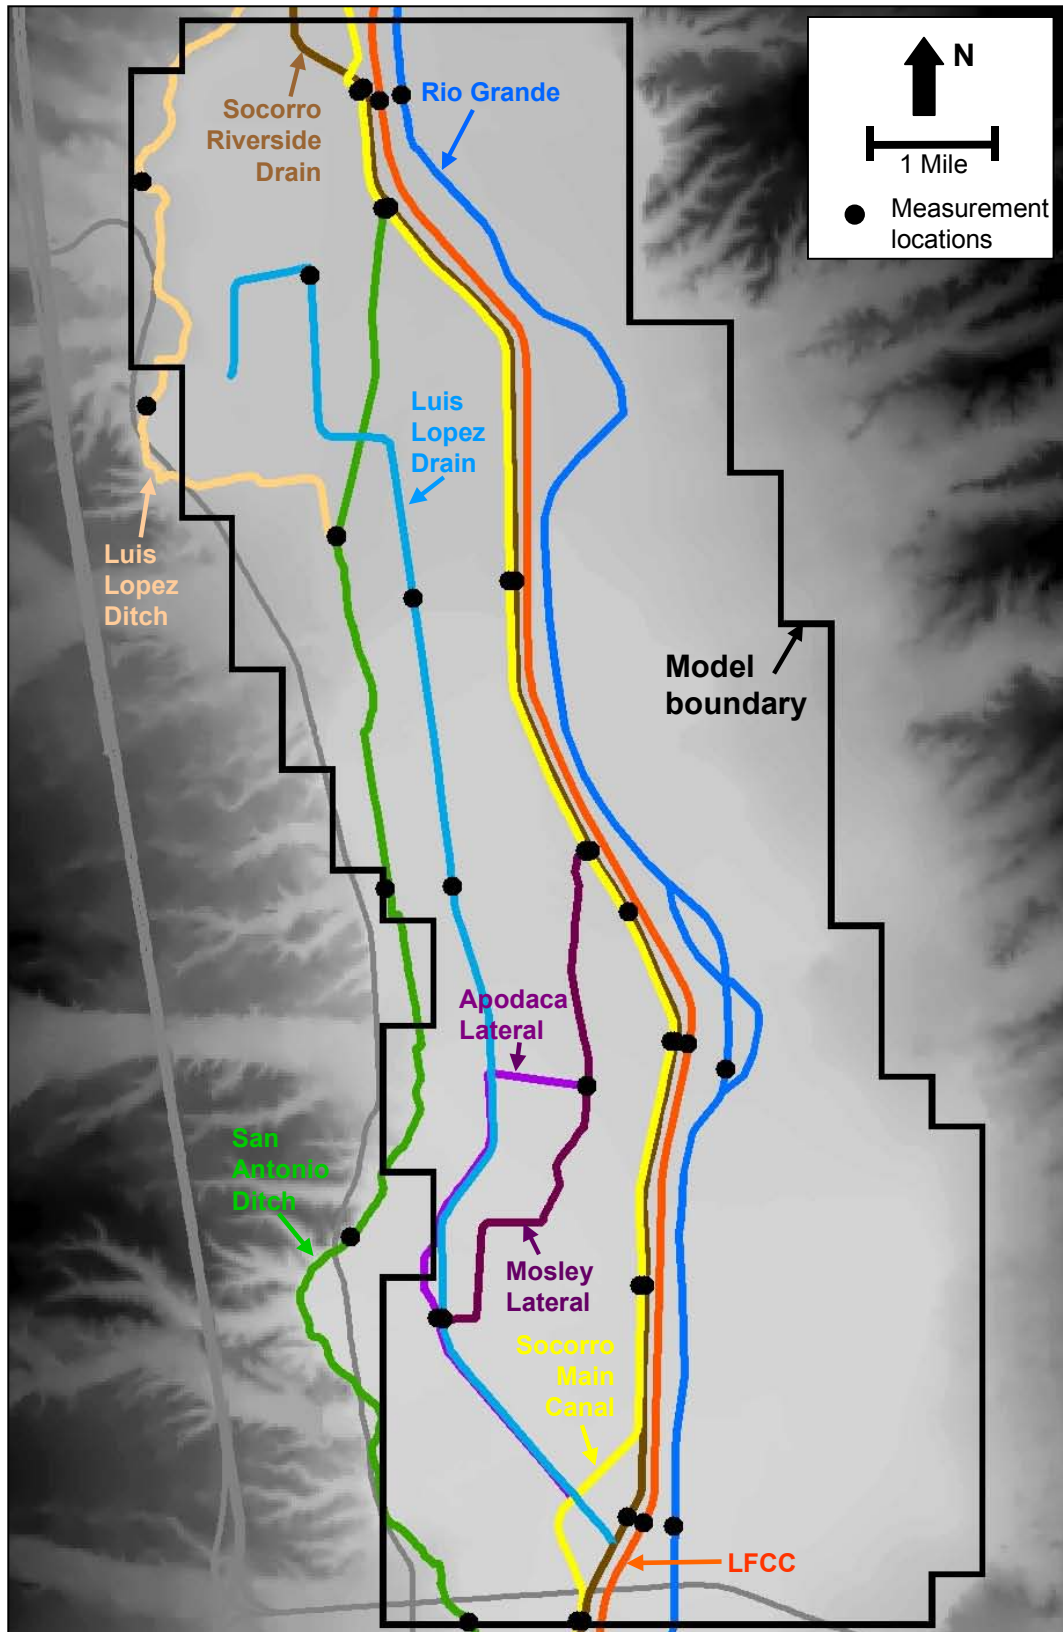 N
1 Mile
Measurement
locations
Rio Grande
Socorro
Riverside
Drain
Luis
Lopez
Drain
Luis
Lopez
Ditch
Model
boundary
Apodaca
Lateral
San
Antonio
Ditch
Mosley
Lateral
Socorro
Main
Canal
LFCC